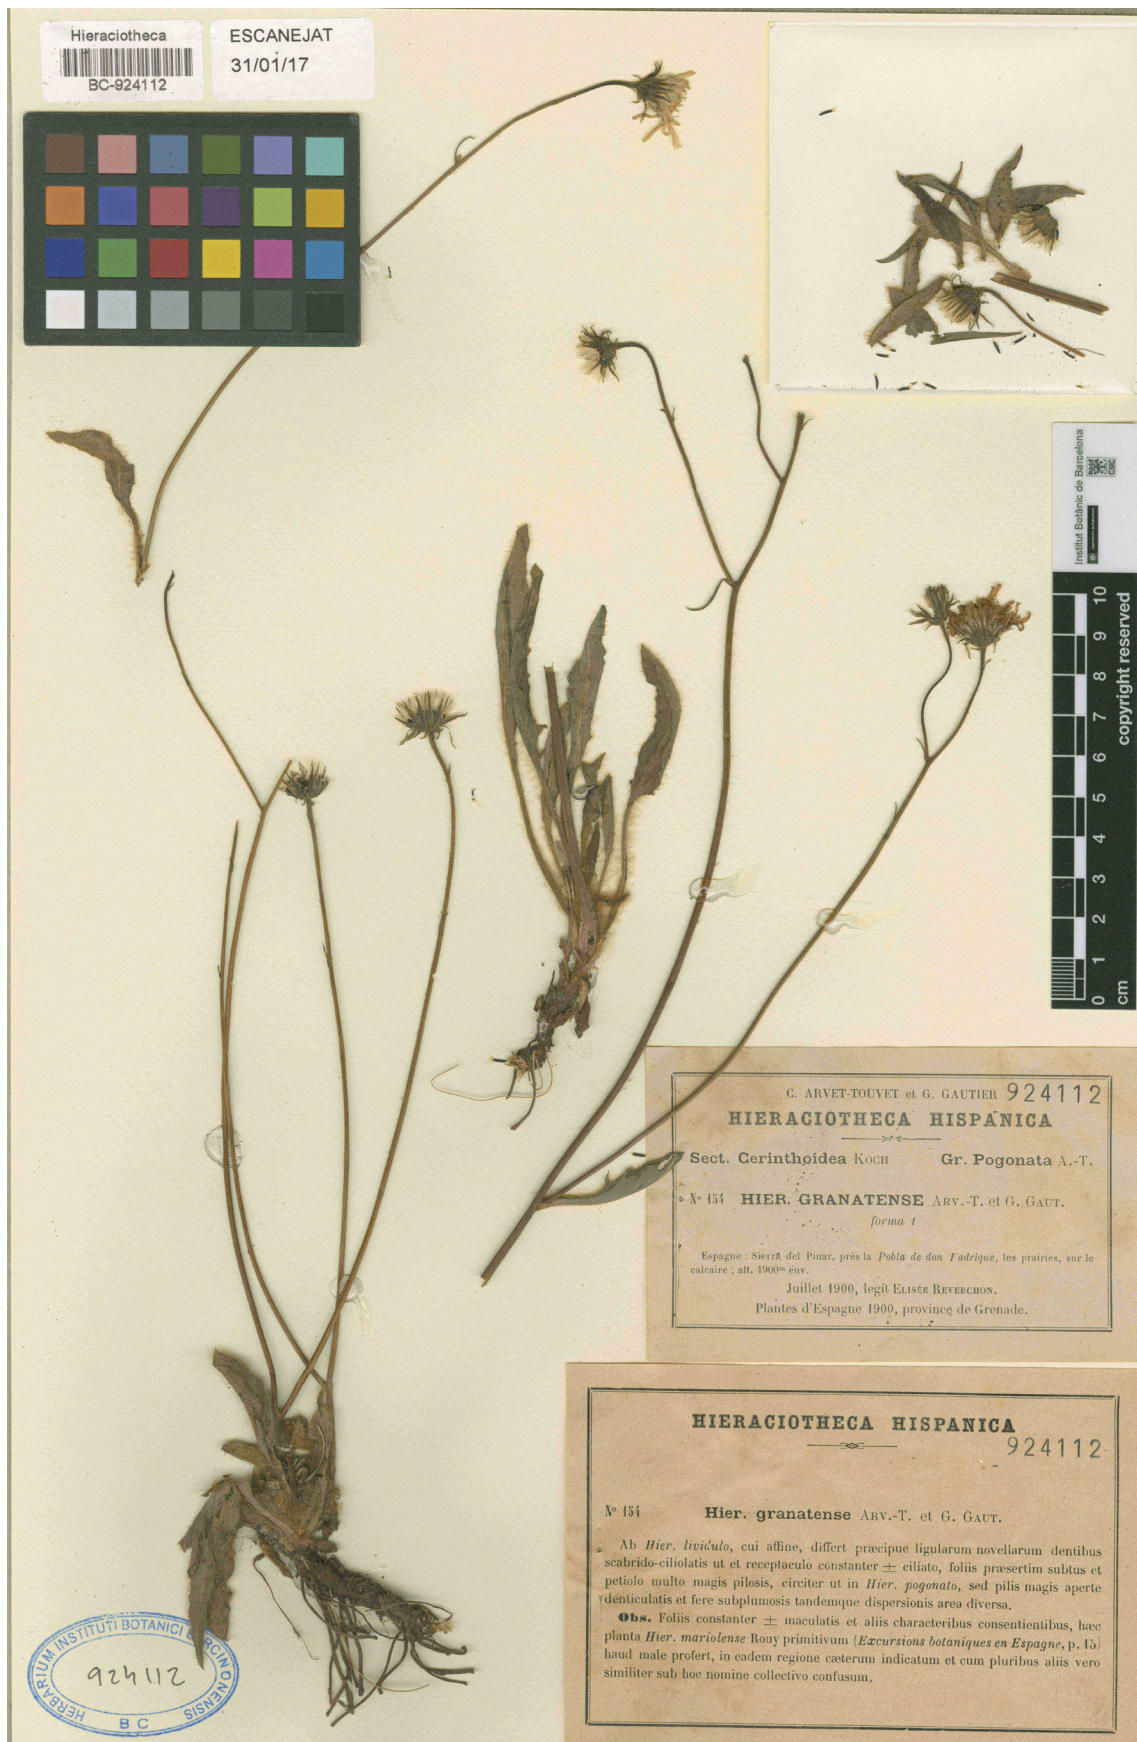 Hieraciotheca
BC-924112
ESCANEJAT
31/01/17
Institut Botànic de Barcelona
CSIC
copyright reserved
10
9
8
7
6
5
4
3
2
1
0
cm
C. ARVET-TOUVET et G. GAUTIER 924112
HIERACIOTHECA HISPANICA
Sect. Cerinthoidea KOCH Gr. Pogonata A.-T.
No 154 HIER. GRANATENSE ARV.-T. et G. GAUT.
forma 1
Espagne : Sierra del Pinar, près la Pobla de don Fadrique, les prairies, sur le
calcaire ; alt. 1900m env.
Juillet 1900, legit ELISÉE REVERCHON.
Plantes d'Espagne 1900, province de Grenade.
HIERACIOTHECA HISPANICA
924112
No 154 Hier. granatense ARV.-T. et G. GAUT.
Ab Hier. lividulo, cui affine, differt præcipue ligularum novellarum dentibus
scabrido-ciliolatis ut et receptaculo constanter ± ciliato, foliis præsertim subtus et
petiolo multo magis pilosis, circiter ut in Hier. pogonato, sed pilis magis aperte
denticulatis et fere subplumosis tandemque dispersionis area diversa.
Obs. Foliis constanter ± maculatis et aliis characteribus consentientibus, hæc
planta Hier. mariolense Rouy primitivum (Excursions botaniques en Espagne, p. 15)
haud male profert, in eadem regione cæterum indicatum et cum pluribus aliis vero
similiter sub hoc nomine collectivo confusum.
HERBARIUM INSTITUTI BOTANICI BARCINONENSIS
924112
BC